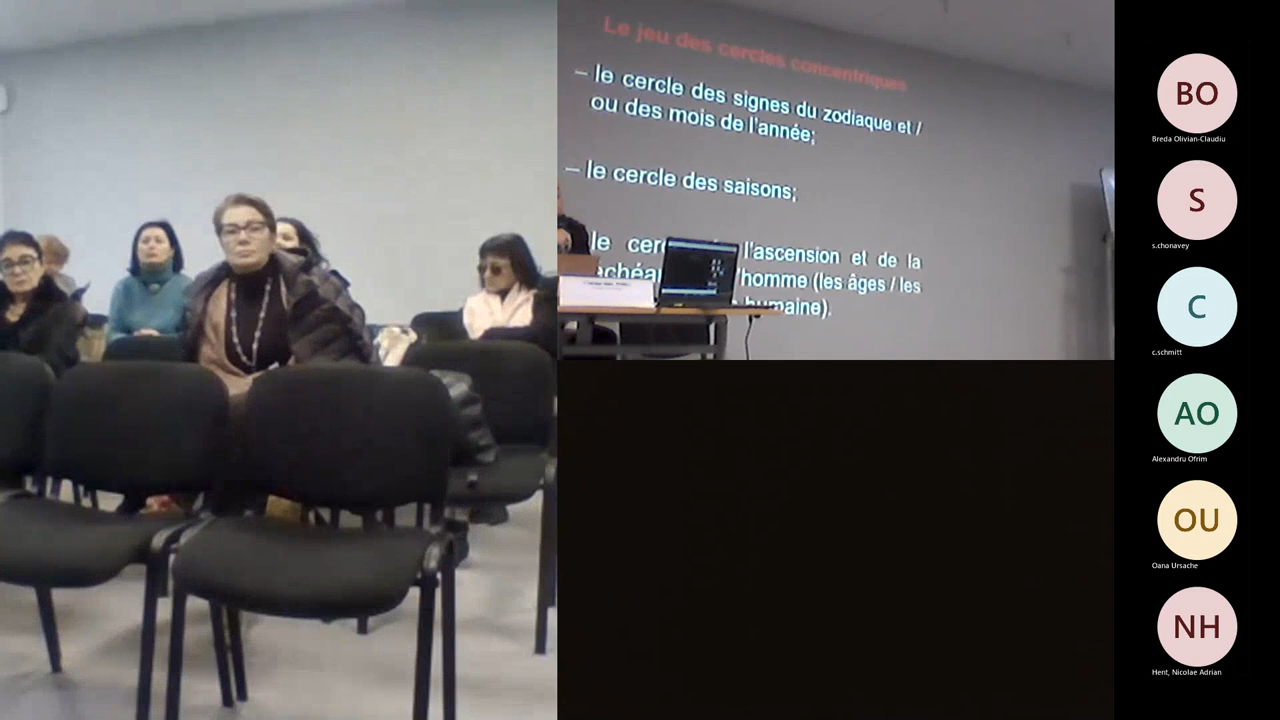 Le jeu des cercles concentriques
– le cercle des signes du zodiaque et /
ou des mois de l'année;
– le cercle des saisons;
le l'ascension et de la
l'homme (les âges / les
humaine).
BO
Breda Olivian-Claudiu
S
s.chonavey
C
c.schmitt
AO
Alexandru Ofrim
OU
Oana Ursache
NH
Hent, Nicolae Adrian